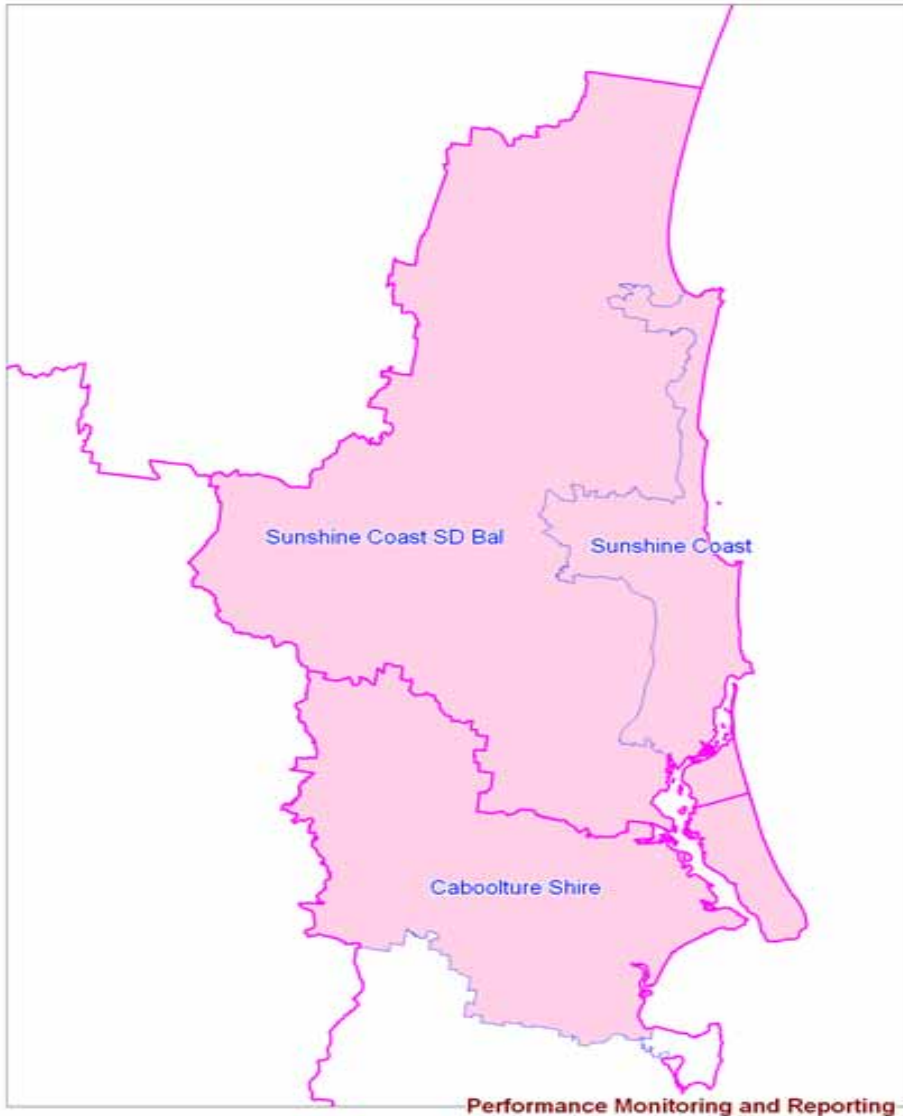 Sunshine Coast SD Bal
Sunshine Coast
Caboolture Shire
Performance Monitoring and Reporting